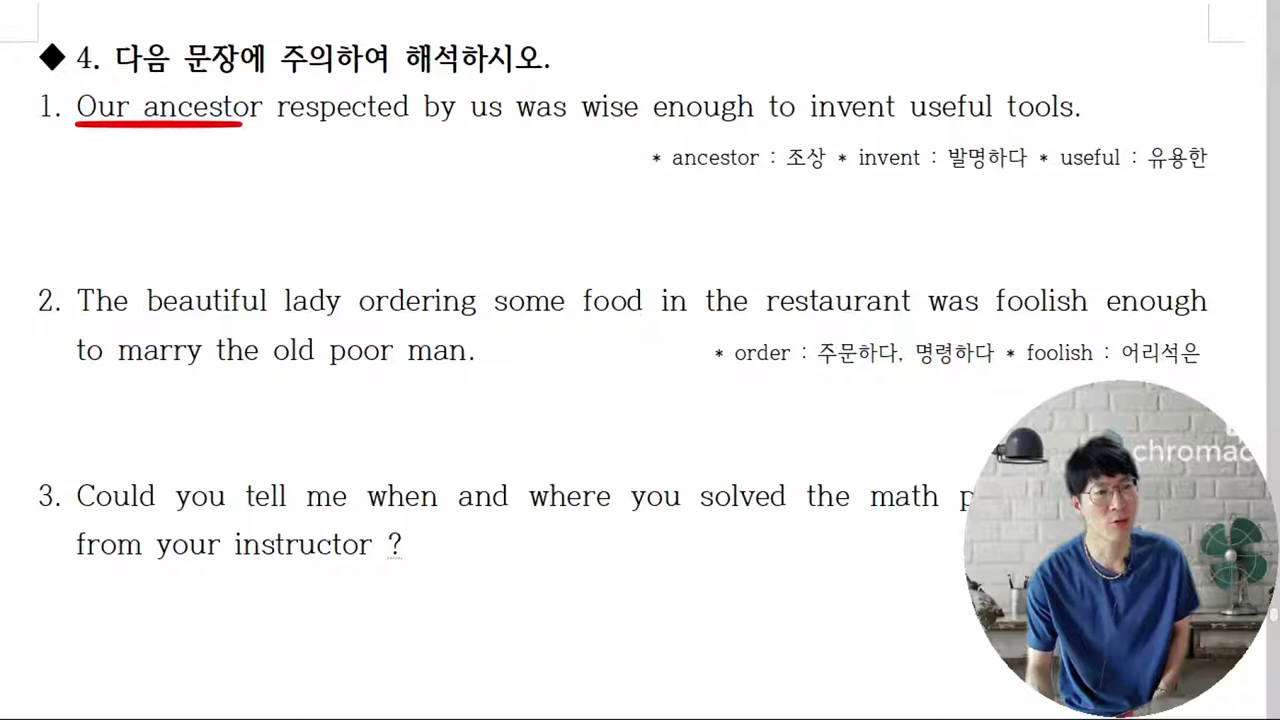 ◆ 4. 다음 문장에 주의하여 해석하시오.
1. Our ancestor respected by us was wise enough to invent useful tools.
* ancestor : 조상 * invent : 발명하다 * useful : 유용한
2. The beautiful lady ordering some food in the restaurant was foolish enough
to marry the old poor man.
* order : 주문하다, 명령하다 * foolish : 어리석은
3. Could you tell me when and where you solved the math
from your instructor ?